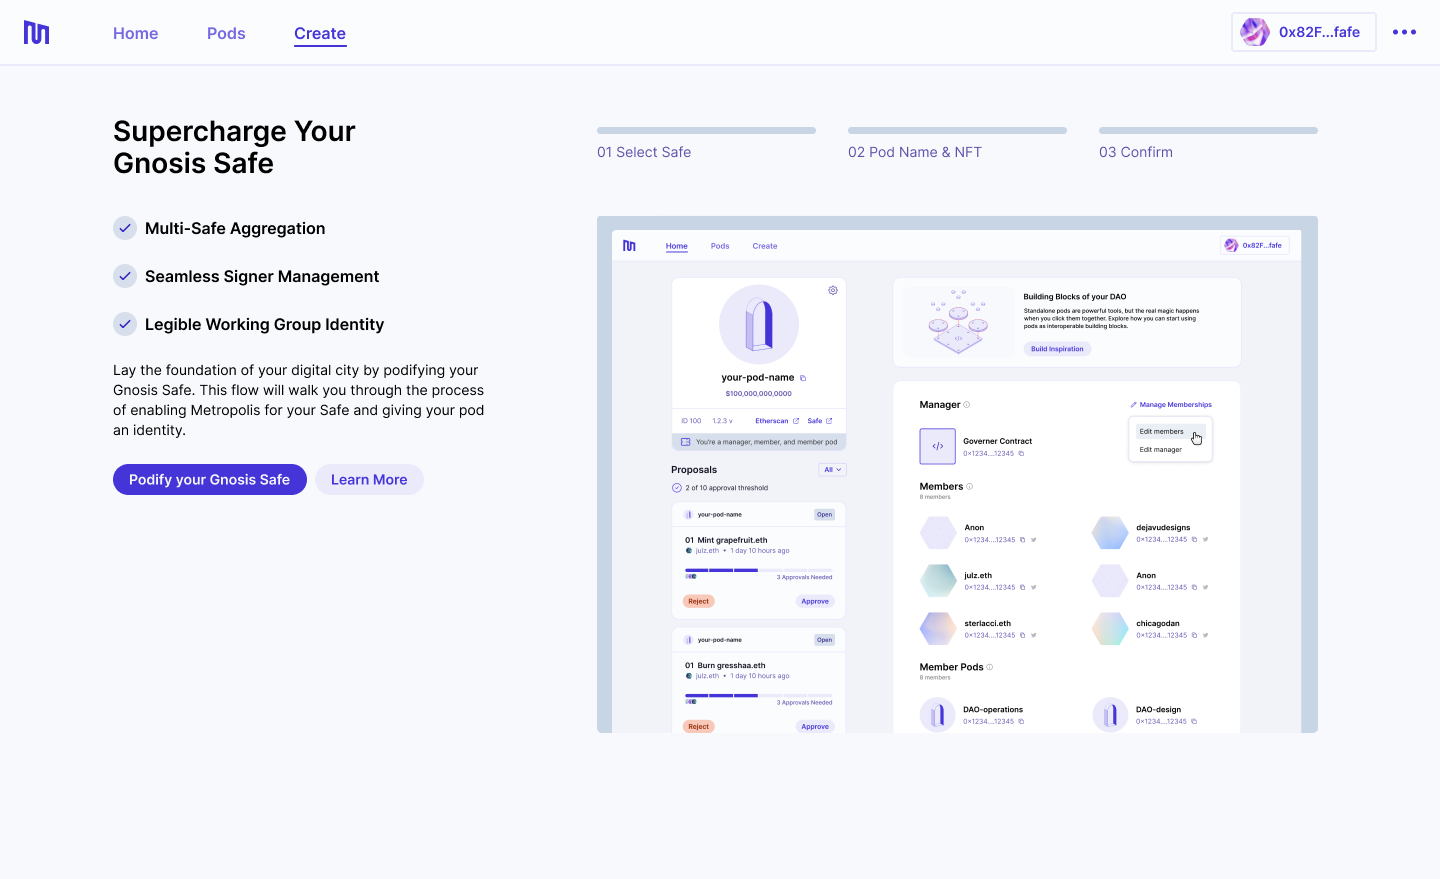 Home
Pods
Create
0x82F...fafe
Supercharge Your
Gnosis Safe
Multi-Safe Aggregation
Seamless Signer Management
Legible Working Group Identity
Lay the foundation of your digital city by podifying your
Gnosis Safe. This flow will walk you through the process
of enabling Metropolis for your Safe and giving your pod
an identity.
Podify your Gnosis Safe
Learn More
01 Select Safe
02 Pod Name & NFT
03 Confirm
Home
Pods
Create
0x82F...fafe
your-pod-name
$100,000,000,0000
ID 100
1.2.3 v
Etherscan
Safe
You're a manager, member, and member pod
Proposals
All
2 of 10 approval threshold
your-pod-name
Open
01 Mint grapefruit.eth
julz.eth • 1 day 10 hours ago
3 Approvals Needed
Reject
Approve
your-pod-name
Open
01 Burn gresshaa.eth
julz.eth • 1 day 10 hours ago
3 Approvals Needed
Reject
Approve
Building Blocks of your DAO
Standalone pods are powerful tools, but the real magic happens
when you click them together. Explore how you can start using
pods as interoperable building blocks.
Build Inspiration
Manager
Manage Memberships
Edit members
Edit manager
</>
Governer Contract
0x1234...12345
Members
8 members
Anon
0x1234....12345
dejavudesigns
0x1234....12345
julz.eth
0x1234....12345
Anon
0x1234....12345
sterlacci.eth
0x1234....12345
chicagodan
0x1234....12345
Member Pods
8 members
DAO-operations
0x1234...12345
DAO-design
0x1234...12345